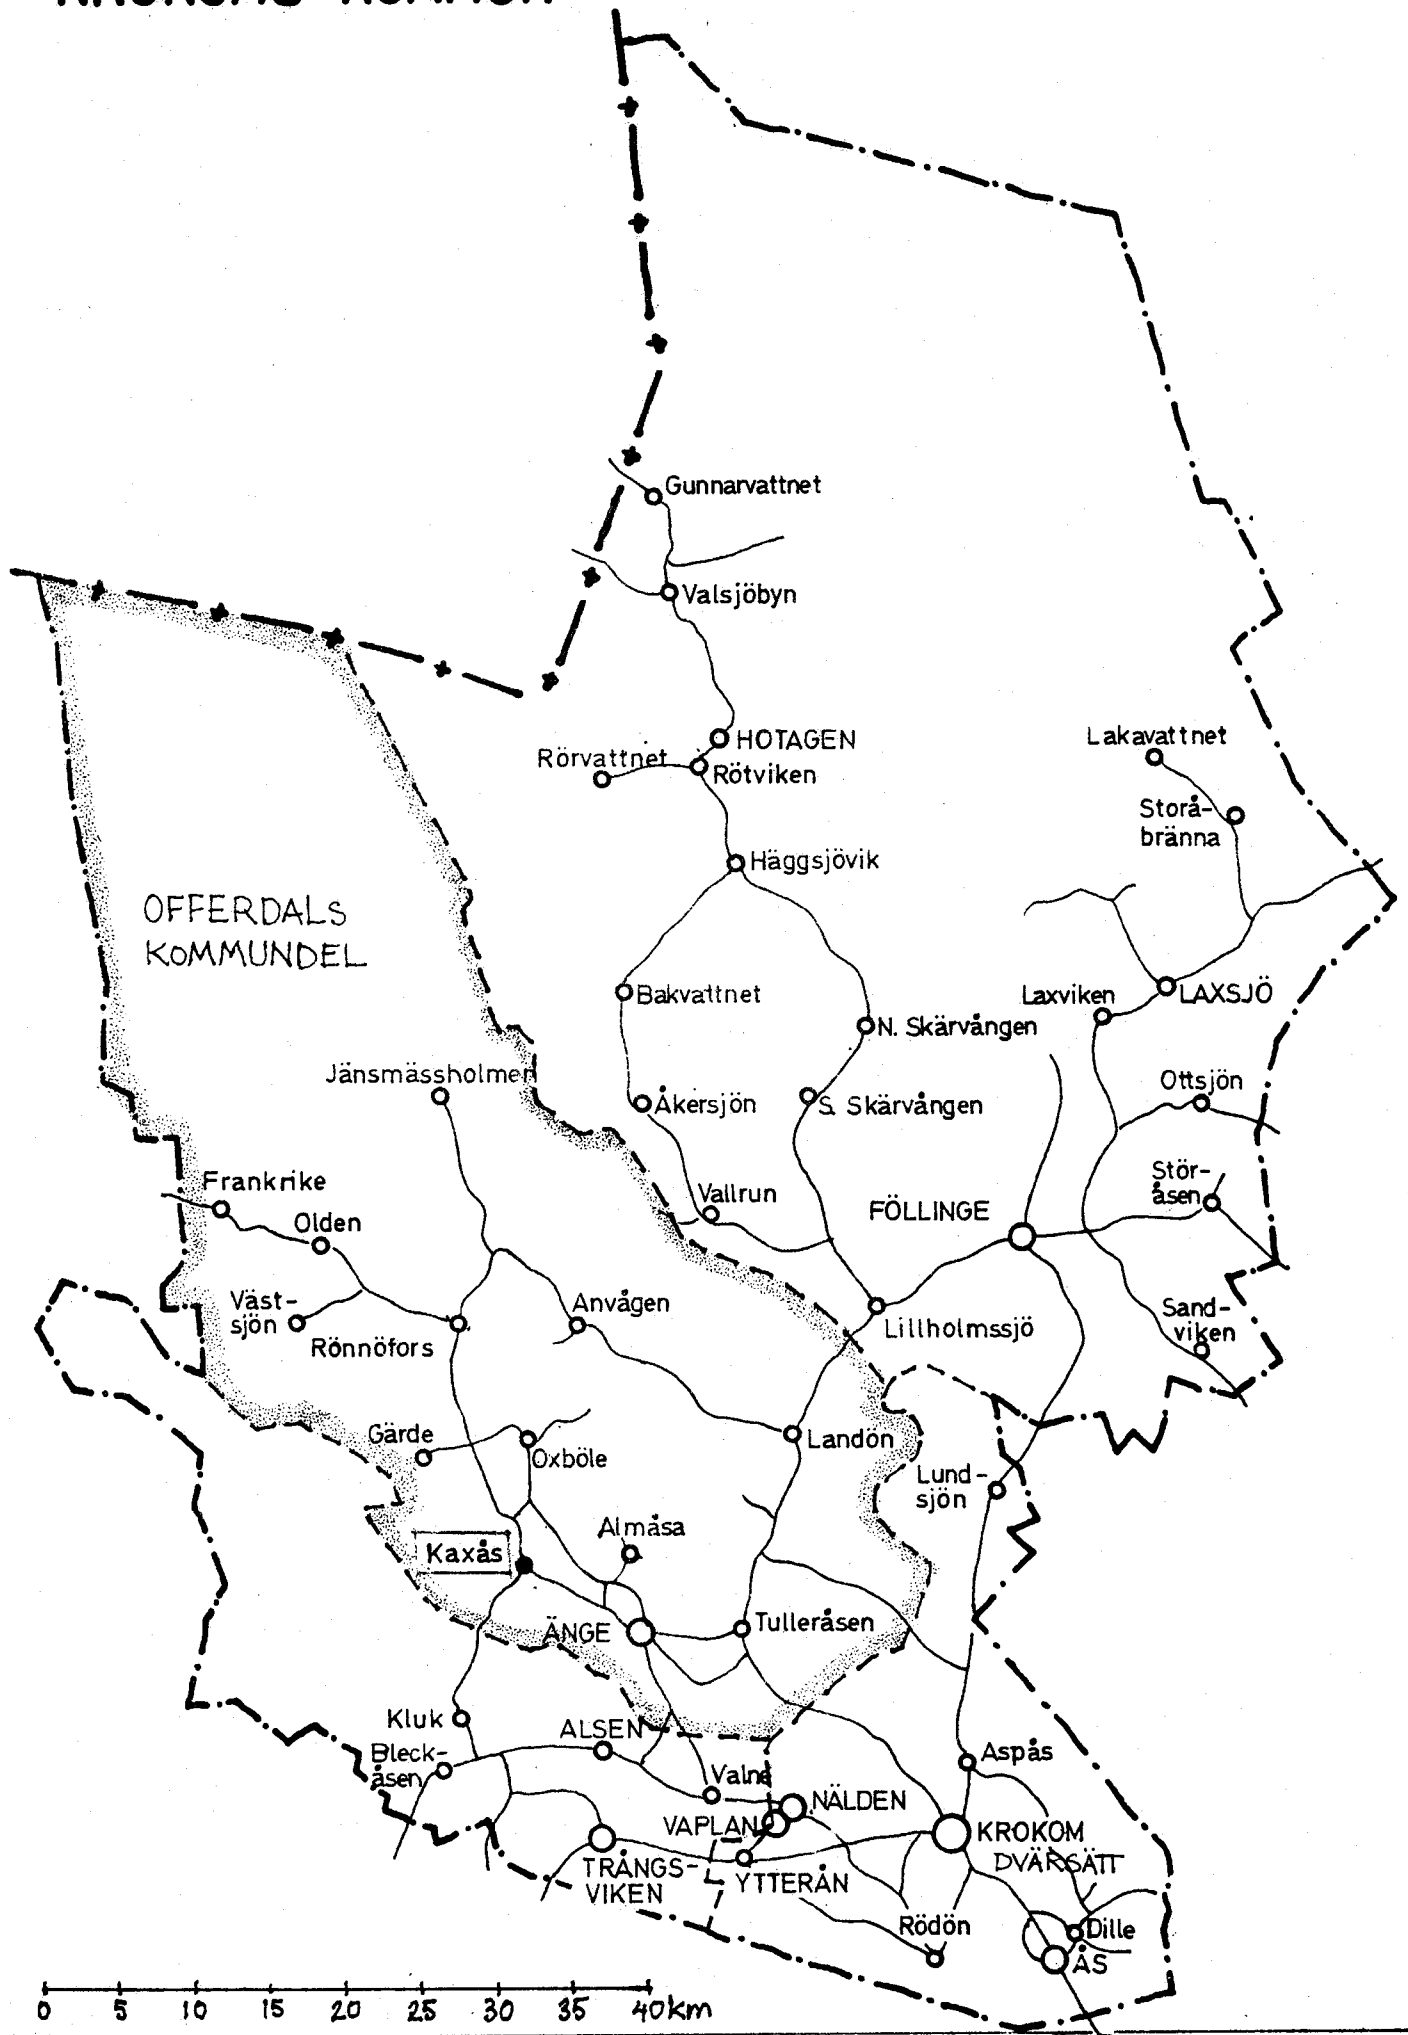 KROKOMS KOMMUN
Gunnarvattnet
Valsjöbyn
HOTAGEN
Rörvattnet
Rötviken
Lakavattnet
Storå-
bränna
Häggsjövik
OFFERDALS
KOMMUNDEL
Bakvattnet
Laxviken
LAXSJÖ
N. Skärvången
Jänsmässholmen
Åkersjön
S. Skärvången
Ottsjön
Frankrike
Olden
Vallrun
FÖLLINGE
Stör-
åsen
Väst-
sjön
Rönnöfors
Anvågen
Lillholmssjö
Sand-
viken
Gärde
Oxböle
Landön
Lund-
sjön
Almåsa
Kaxås
ÄNGE
Tulleråsen
Kluk
ALSEN
Bleck-
åsen
Valne
Aspås
NÄLDEN
VAPLAN
KROKOM
DVÄRSÄTT
TRÅNGS-
VIKEN
YTTERÅN
Rödön
Dille
ÅS
0 5 10 15 20 25 30 35 40km